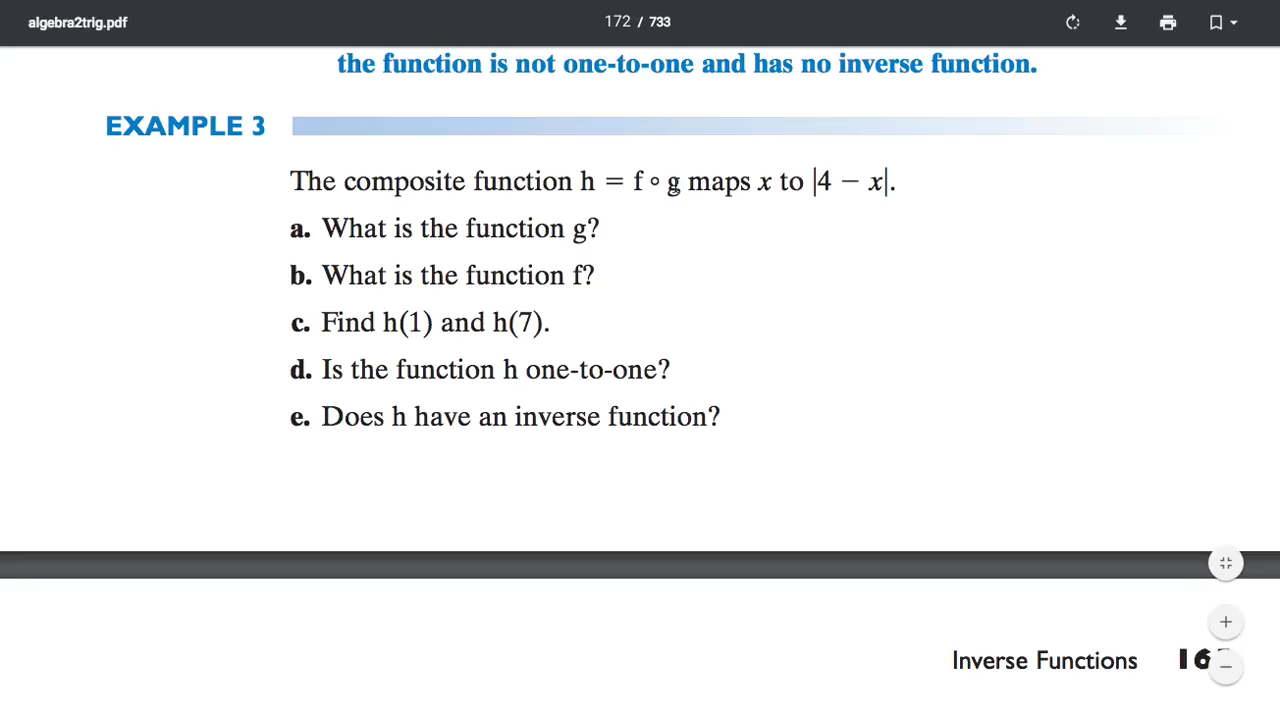 algebra2trig.pdf
172 / 733
the function is not one-to-one and has no inverse function.
EXAMPLE 3
The composite function h = f ∘ g maps x to |4 − x|.
a. What is the function g?
b. What is the function f?
c. Find h(1) and h(7).
d. Is the function h one-to-one?
e. Does h have an inverse function?
Inverse Functions